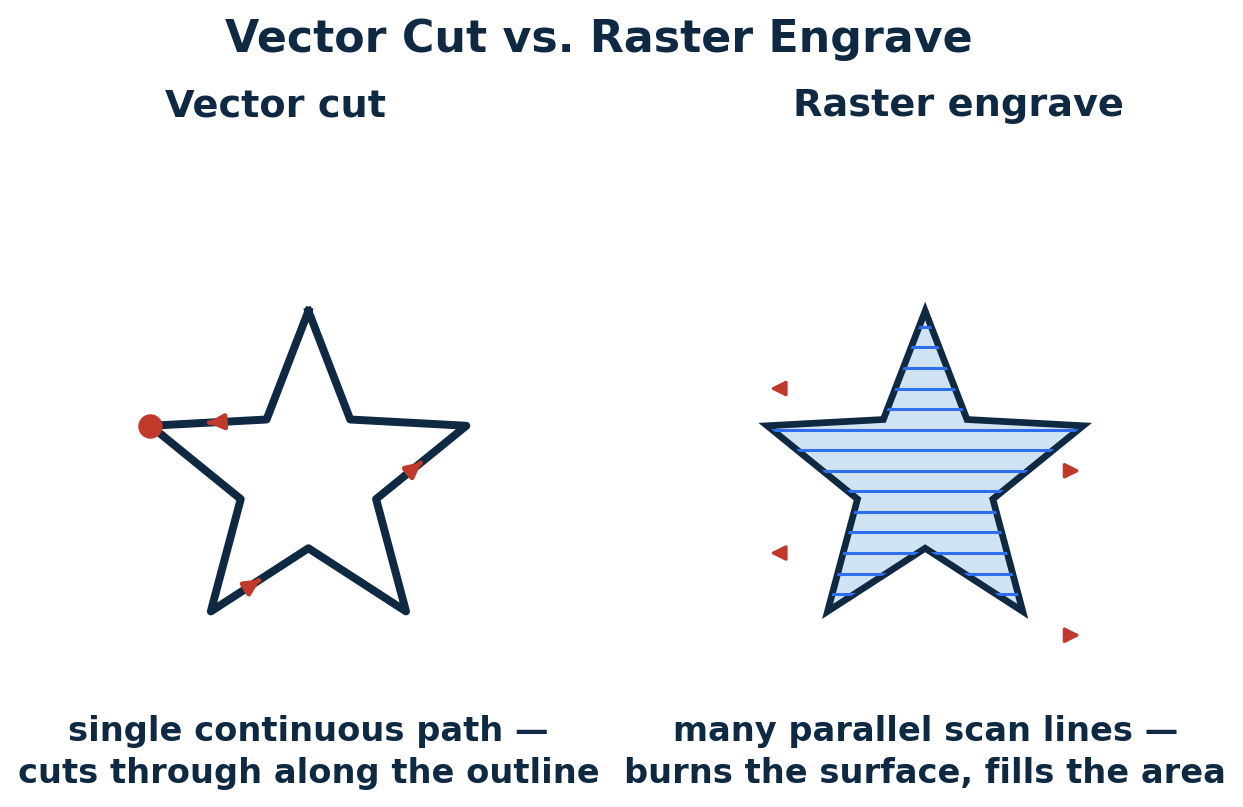 Vector Cut vs. Raster Engrave
Vector cut
Raster engrave
single continuous path —
cuts through along the outline
many parallel scan lines —
burns the surface, fills the area